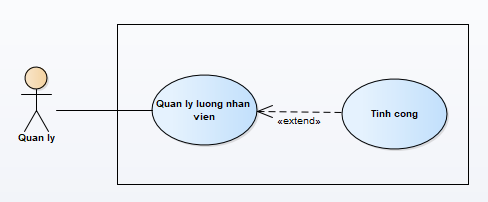 Quan ly luong nhan
vien
Tinh cong
«extend»
Quan ly